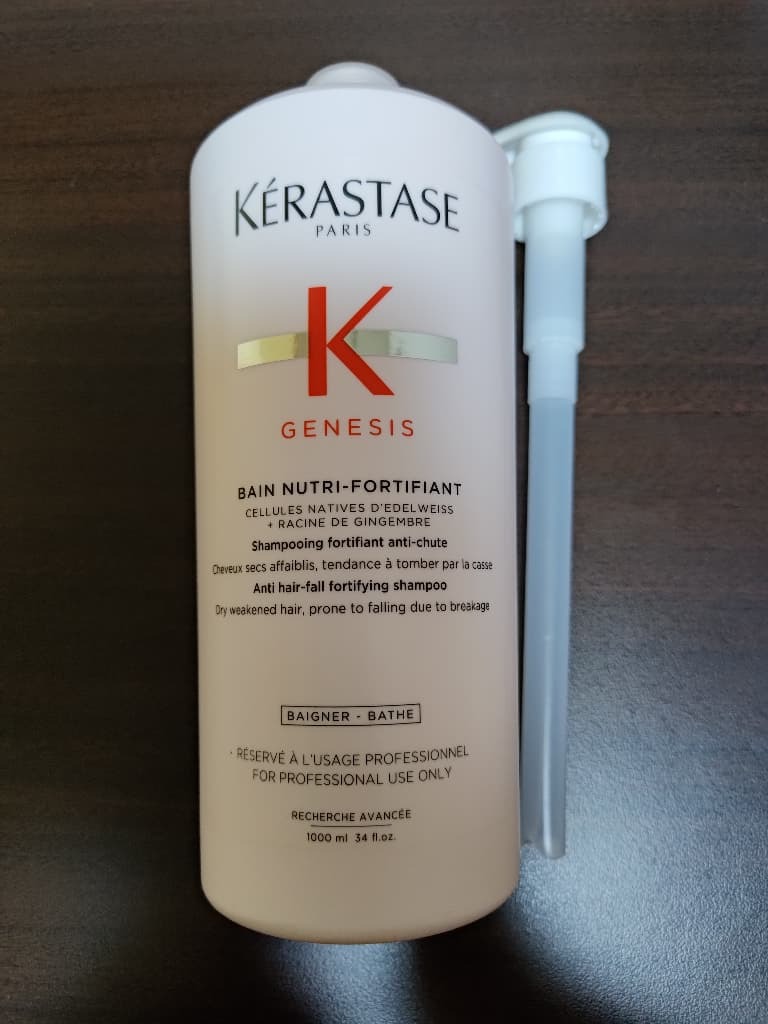 KÉRASTASE
PARIS
K
GENESIS
BAIN NUTRI-FORTIFIANT
CELLULES NATIVES D'EDELWEISS
+ RACINE DE GINGEMBRE
Shampooing fortifiant anti-chute
Cheveux secs affaiblis, tendance à tomber par la casse
Anti hair-fall fortifying shampoo
Dry weakened hair, prone to falling due to breakage
BAIGNER - BATHE
· RÉSERVÉ À L'USAGE PROFESSIONNEL
FOR PROFESSIONAL USE ONLY
RECHERCHE AVANCÉE
1000 ml 34 fl.oz.